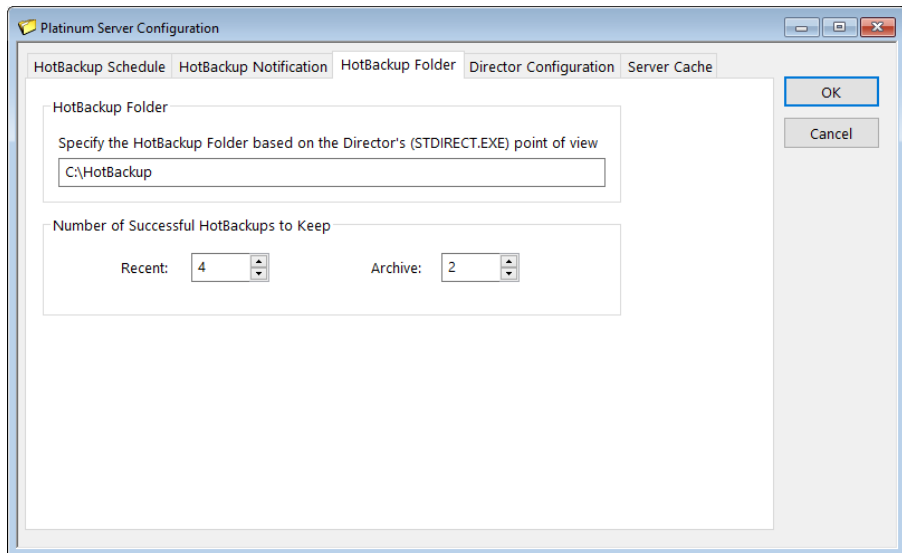 Platinum Server Configuration
HotBackup Schedule HotBackup Notification HotBackup Folder Director Configuration Server Cache
OK
Cancel
HotBackup Folder
Specify the HotBackup Folder based on the Director's (STDIRECT.EXE) point of view
C:\HotBackup
Number of Successful HotBackups to Keep
Recent: 4 Archive: 2